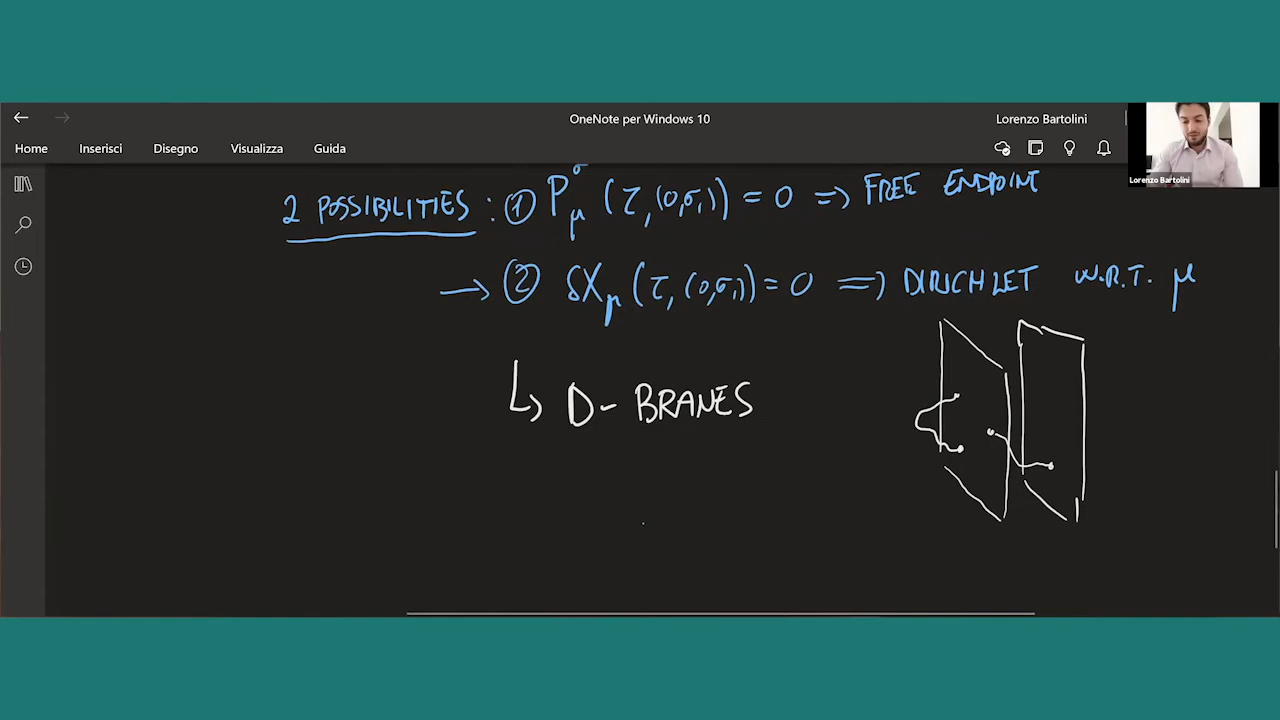 OneNote per Windows 10
Lorenzo Bartolini
Home Inserisci Disegno Visualizza Guida
Lorenzo Bartolini
2 POSSIBILITIES : ① P^σ_μ (τ, (0,σ₁)) = 0 => FREE ENDPOINT
→ ② δX_μ (τ, (0,σ₁)) = 0 => DIRICHLET W.R.T. μ
↳ D- BRANES